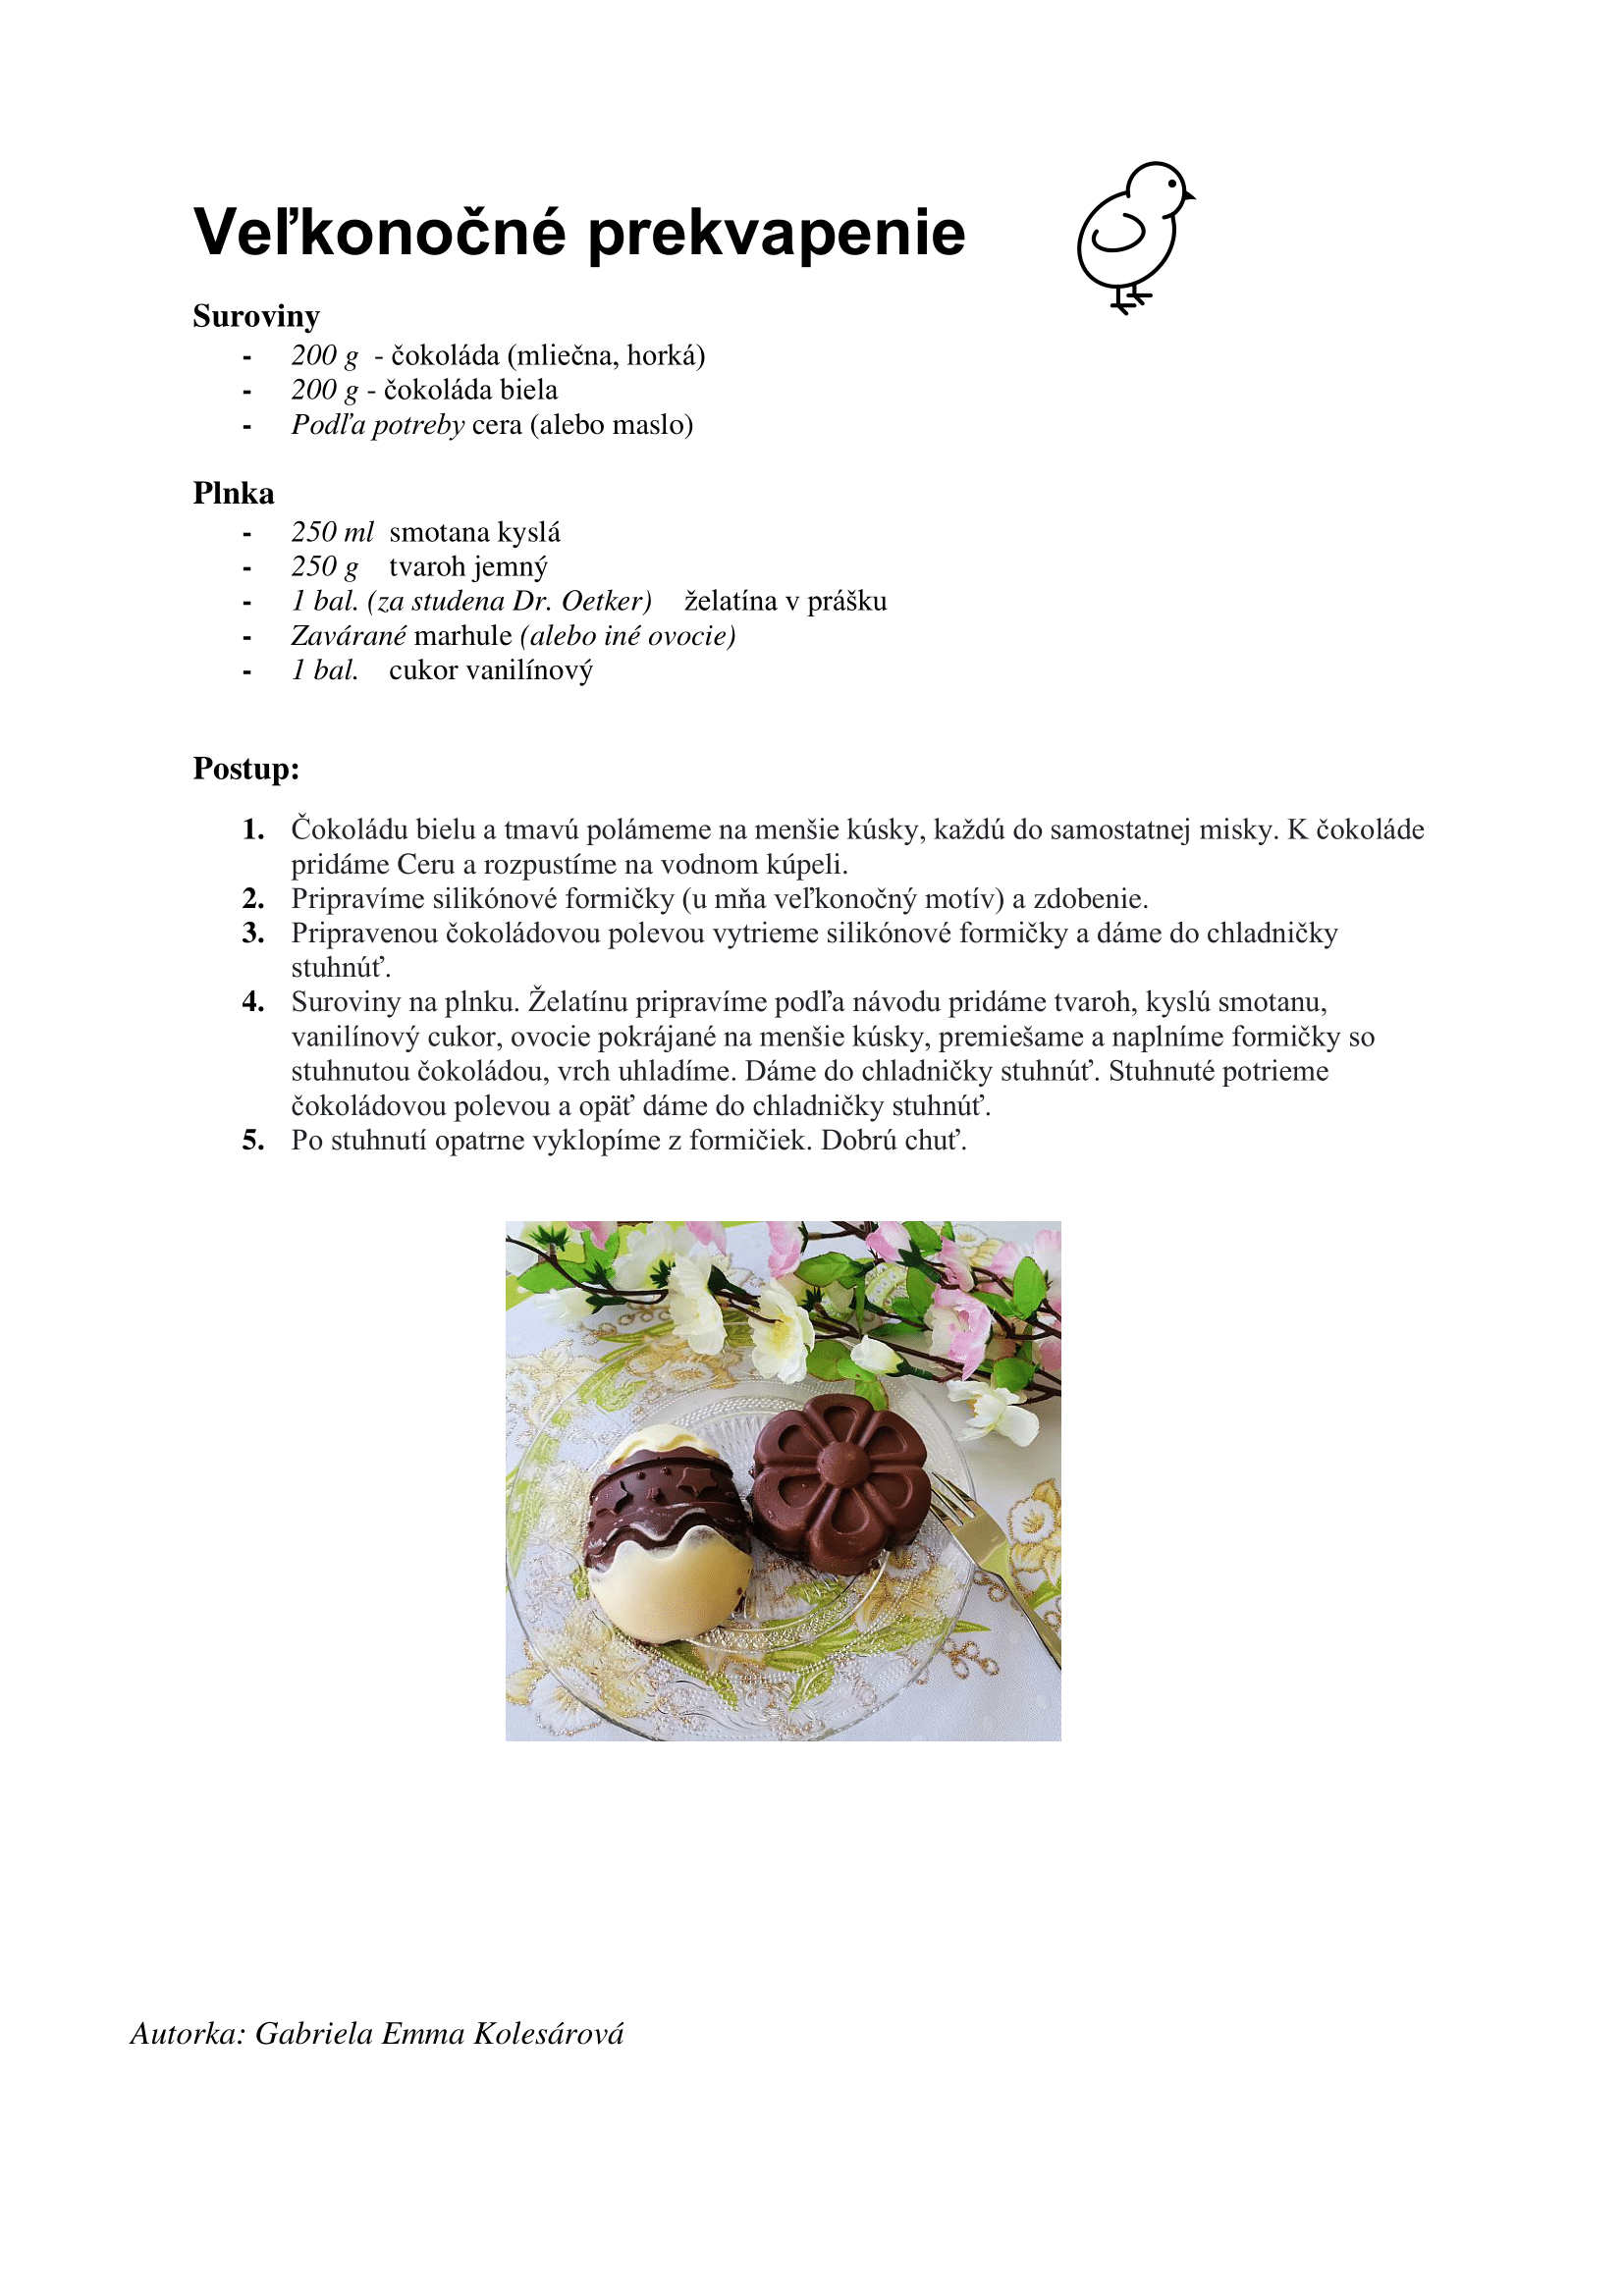 Veľkonočné prekvapenie
Suroviny
- 200 g - čokoláda (mliečna, horká)
- 200 g - čokoláda biela
- Podľa potreby cera (alebo maslo)
Plnka
- 250 ml smotana kyslá
- 250 g tvaroh jemný
- 1 bal. (za studena Dr. Oetker) želatína v prášku
- Zavárané marhule (alebo iné ovocie)
- 1 bal. cukor vanilínový
Postup:
1. Čokoládu bielu a tmavú polámeme na menšie kúsky, každú do samostatnej misky. K čokoláde
pridáme Ceru a rozpustíme na vodnom kúpeli.
2. Pripravíme silikónové formičky (u mňa veľkonočný motív) a zdobenie.
3. Pripravenou čokoládovou polevou vytrieme silikónové formičky a dáme do chladničky
stuhnúť.
4. Suroviny na plnku. Želatínu pripravíme podľa návodu pridáme tvaroh, kyslú smotanu,
vanilínový cukor, ovocie pokrájané na menšie kúsky, premiešame a naplníme formičky so
stuhnutou čokoládou, vrch uhladíme. Dáme do chladničky stuhnúť. Stuhnuté potrieme
čokoládovou polevou a opäť dáme do chladničky stuhnúť.
5. Po stuhnutí opatrne vyklopíme z formičiek. Dobrú chuť.
Autorka: Gabriela Emma Kolesárová